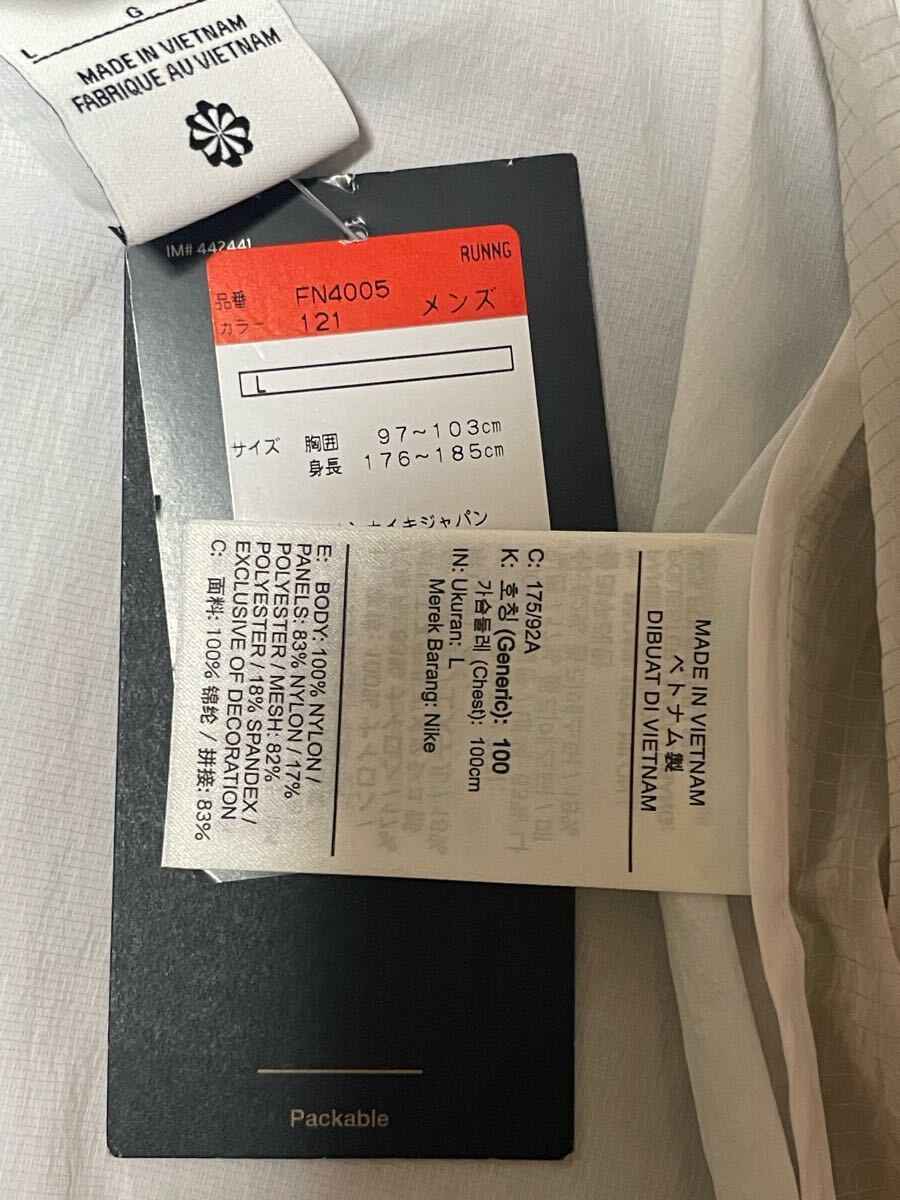 L G
MADE IN VIETNAM
FABRIQUE AU VIETNAM
IM# 442441
RUNNG
品番 FN4005
カラー 121 メンズ
L
サイズ 胸囲 97~103cm
身長 176~185cm
ナイキジャパン
MADE IN VIETNAM
ベトナム製
DIBUAT DI VIETNAM
C: 175/92A
K: 호칭 (Generic): 100
가슴둘레 (Chest): 100cm
IN: Ukuran: L
Merek Barang: Nike
E: BODY: 100% NYLON /
PANELS: 83% NYLON / 17%
POLYESTER / MESH: 82%
POLYESTER / 18% SPANDEX /
EXCLUSIVE OF DECORATION
C: 面料: 100% 锦纶 / 拼接: 83%
Packable